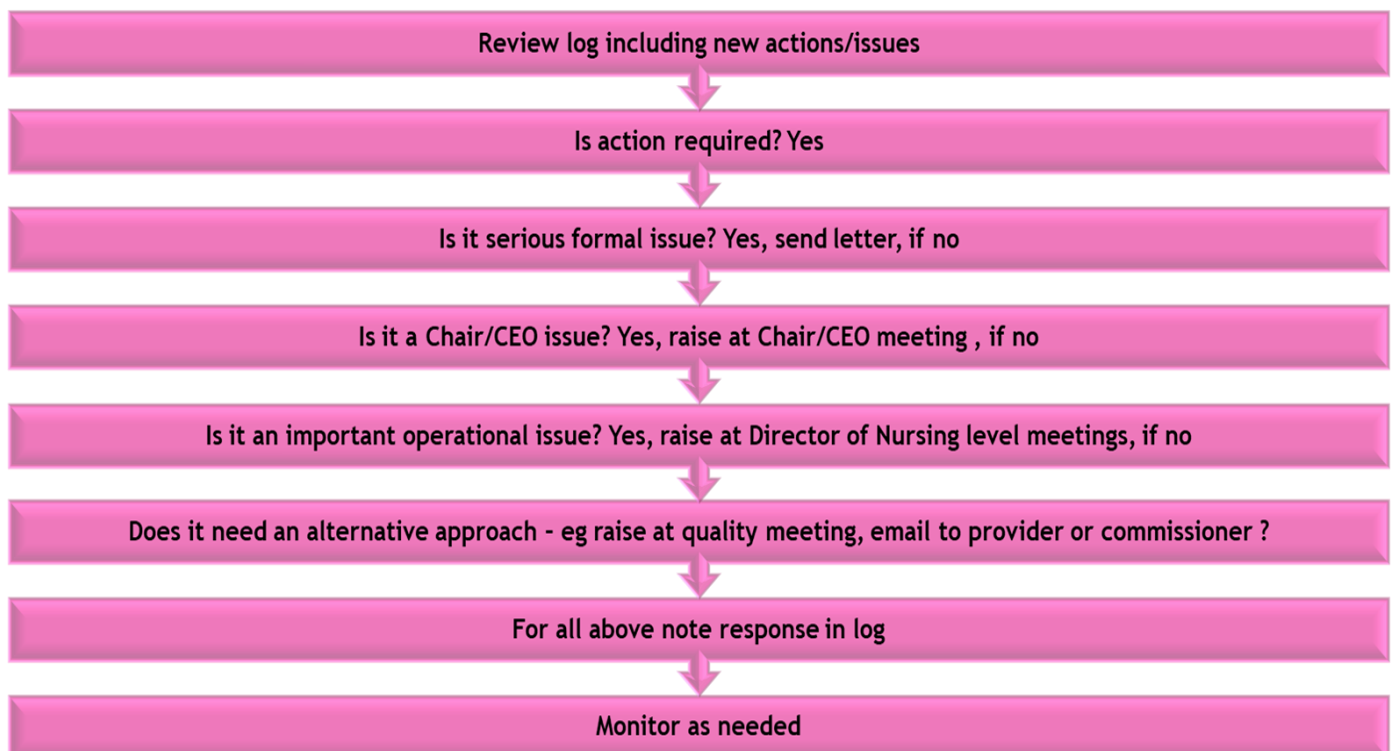 Review log including new actions/issues
Is action required? Yes
Is it serious formal issue? Yes, send letter, if no
Is it a Chair/CEO issue? Yes, raise at Chair/CEO meeting , if no
Is it an important operational issue? Yes, raise at Director of Nursing level meetings, if no
Does it need an alternative approach - eg raise at quality meeting, email to provider or commissioner ?
For all above note response in log
Monitor as needed